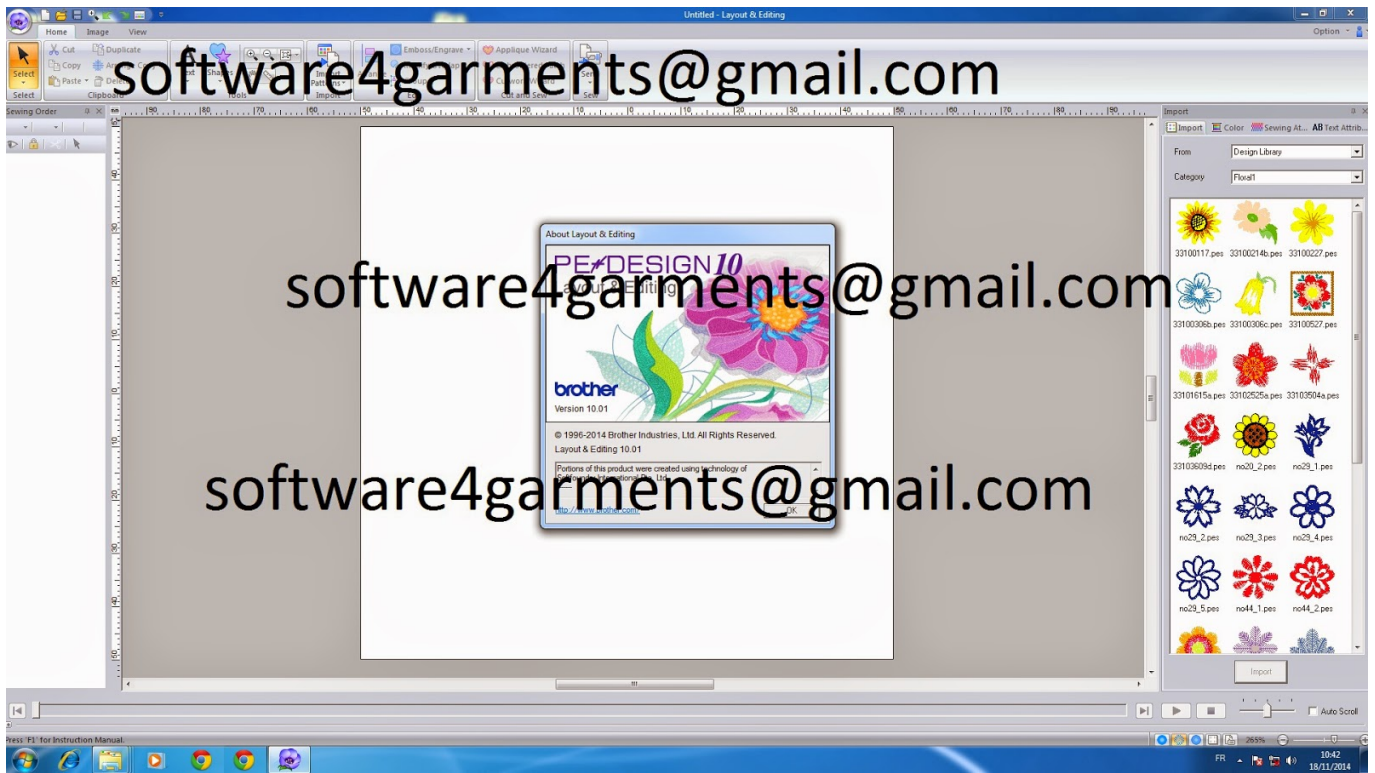 Untitled - Layout & Editing
Home Image View Option
Cut Duplicate Emboss/Engrave Applique Wizard
Copy
Select Paste
Select Clipboard Tools Import Cut and Sew Sew
software4garments@gmail.com
Sewing Order
Import
Import Color Sewing At... AB Text Attrib...
From Design Library
Category Floral1
33100117.pes 33100214b.pes 33100227.pes
33100306b.pes 33100306c.pes 33100527.pes
33101615a.pes 33102525a.pes 33103504a.pes
33103609d.pes no20_2.pes no29_1.pes
no29_2.pes no29_3.pes no29_4.pes
no29_5.pes no44_1.pes no44_2.pes
Import
About Layout & Editing
PE-DESIGN 10
Layout & Editing
software4garments@gmail.com
brother
Version 10.01
© 1996-2014 Brother Industries, Ltd. All Rights Reserved.
Layout & Editing 10.01
Portions of this product were created using technology of
software4garments@gmail.com
http://www.brother.com/
OK
Auto Scroll
Press 'F1' for Instruction Manual.
265%
FR
10:42
18/11/2014